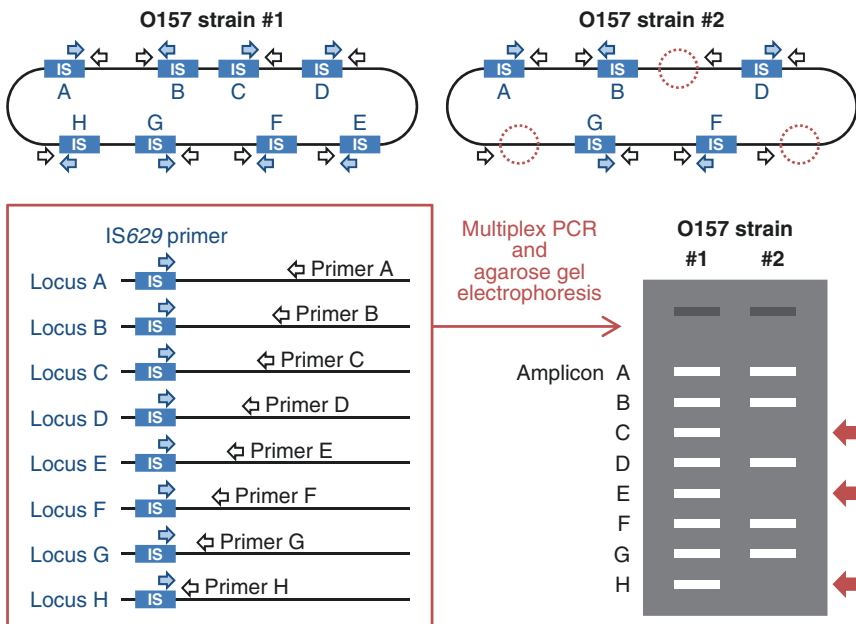 O157 strain #1
IS IS IS IS
A B C D
H G F E
IS IS IS IS
O157 strain #2
IS IS IS
A B D
G F
IS IS
IS629 primer
Locus A IS Primer A
Locus B IS Primer B
Locus C IS Primer C
Locus D IS Primer D
Locus E IS Primer E
Locus F IS Primer F
Locus G IS Primer G
Locus H IS Primer H
Multiplex PCR
and
agarose gel
electrophoresis
O157 strain
#1 #2
Amplicon A
B
C
D
E
F
G
H